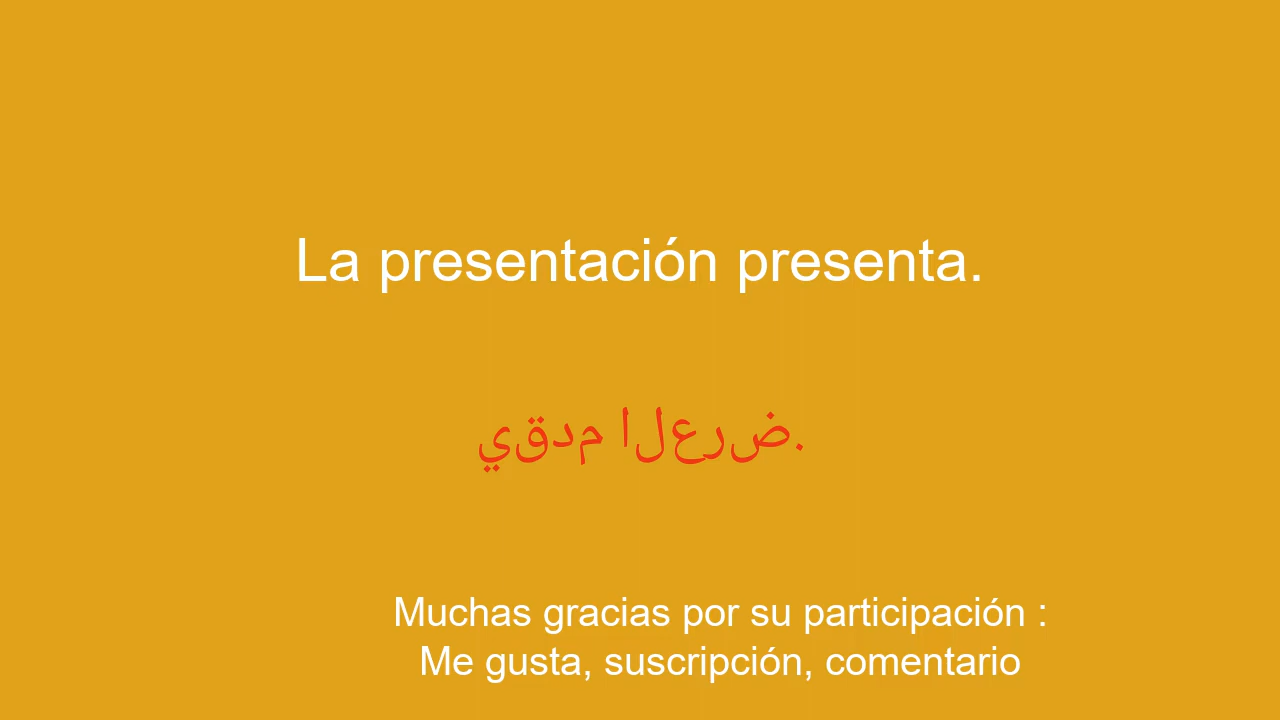 La presentación presenta.
يقدم العرض.
Muchas gracias por su participación :
Me gusta, suscripción, comentario